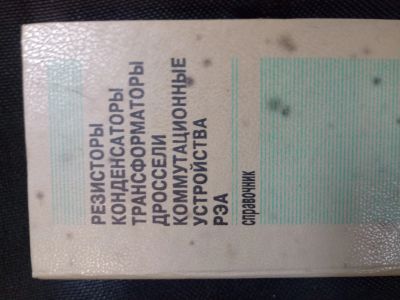 РЕЗИСТОРЫ
КОНДЕНСАТОРЫ
ТРАНСФОРМАТОРЫ
ДРОССЕЛИ
КОММУТАЦИОННЫЕ
УСТРОЙСТВА
РЭА
справочник